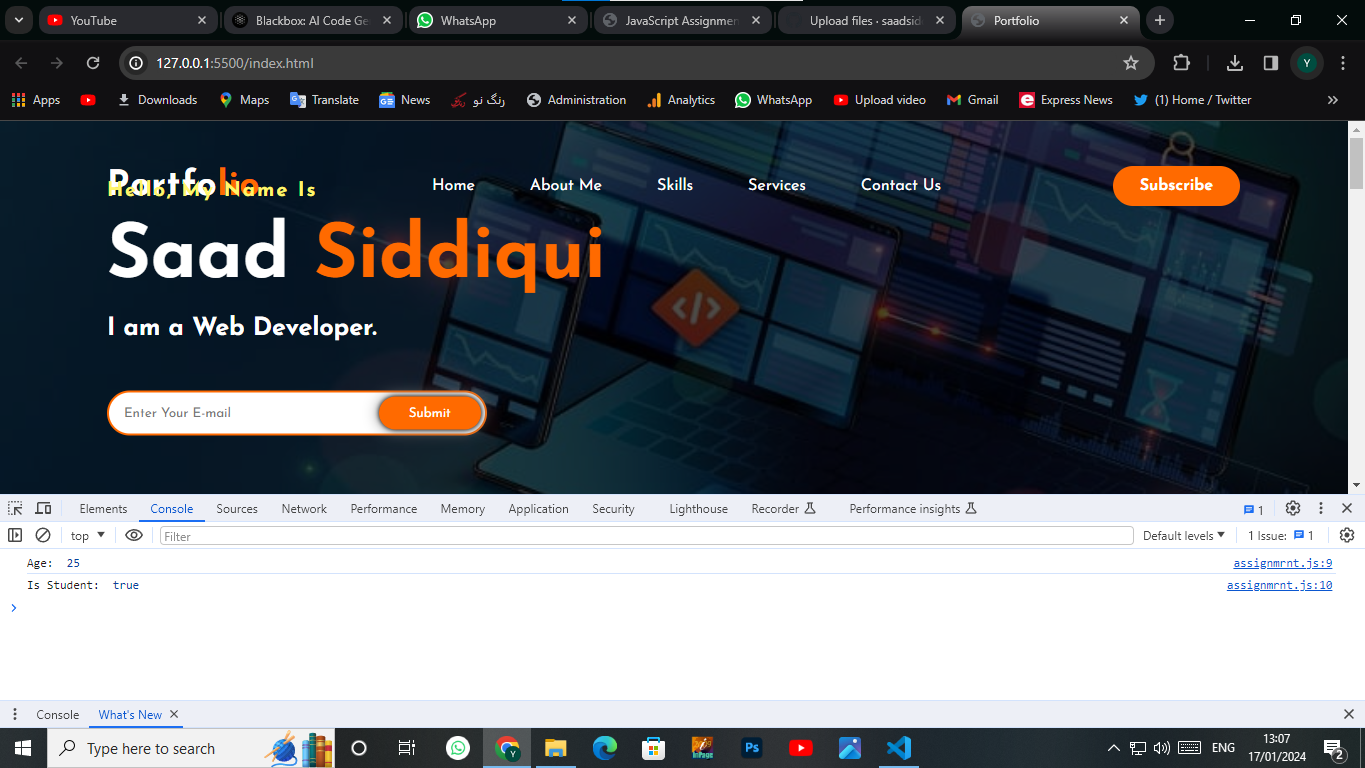 YouTube
Blackbox: AI Code Ge
WhatsApp
JavaScript Assignmen
Upload files · saadsid
Portfolio
127.0.0.1:5500/index.html
Y
Apps
Downloads
Maps
Translate
News
رنگ نو
Administration
Analytics
WhatsApp
Upload video
Gmail
Express News
(1) Home / Twitter
Portfolio
Home
About Me
Skills
Services
Contact Us
Subscribe
Hello, My Name Is
Saad Siddiqui
I am a Web Developer.
Enter Your E-mail
Submit
Elements
Console
Sources
Network
Performance
Memory
Application
Security
Lighthouse
Recorder
Performance insights
1
top
Filter
Default levels
1 Issue:
1
Age: 25
assignmrnt.js:9
Is Student: true
assignmrnt.js:10
Console
What's New
Type here to search
Y
InPage
Ps
ENG
13:07
17/01/2024
2